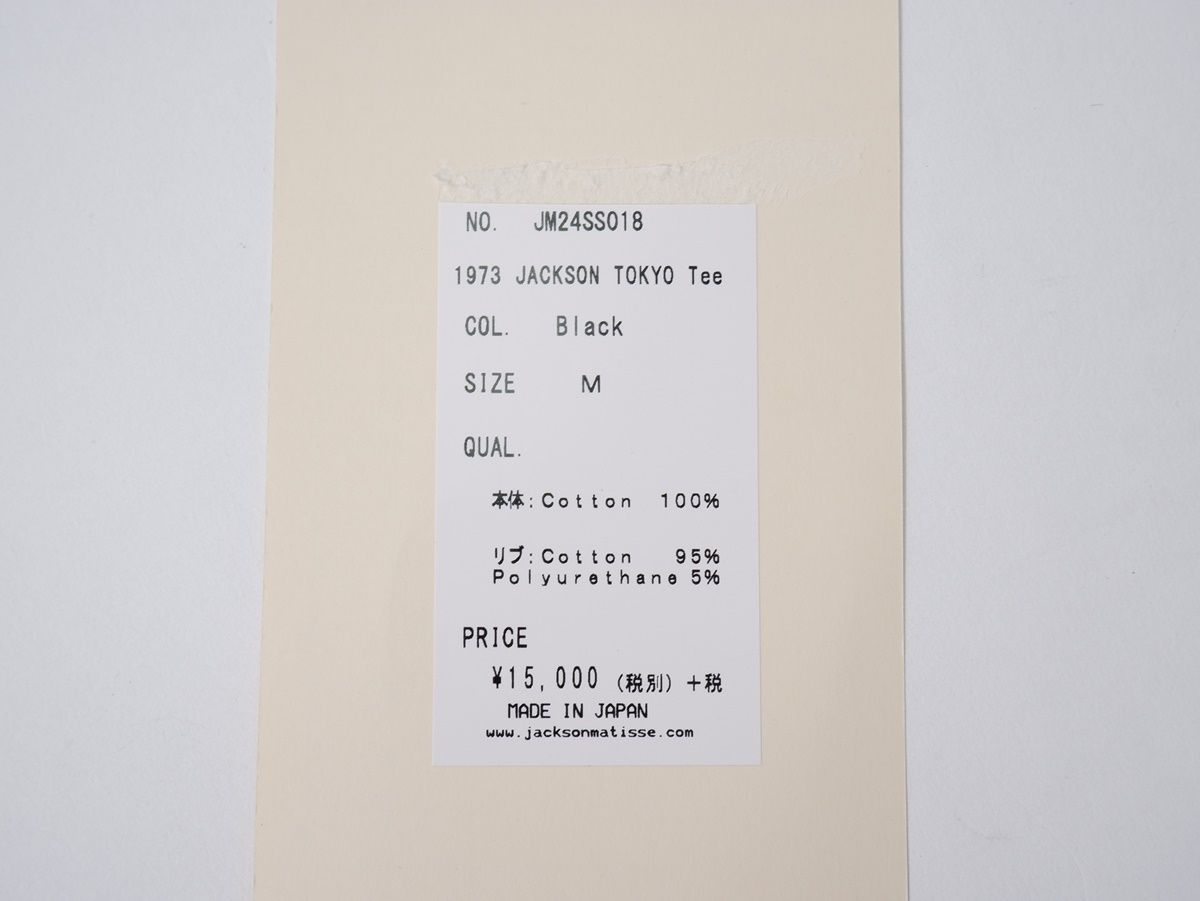 NO. JM24SS018
1973 JACKSON TOKYO Tee
COL. Black
SIZE M
QUAL.
本体:Cotton 100%
リブ:Cotton 95%
Polyurethane 5%
PRICE
¥15,000 (税別)+税
MADE IN JAPAN
www.jacksonmatisse.com